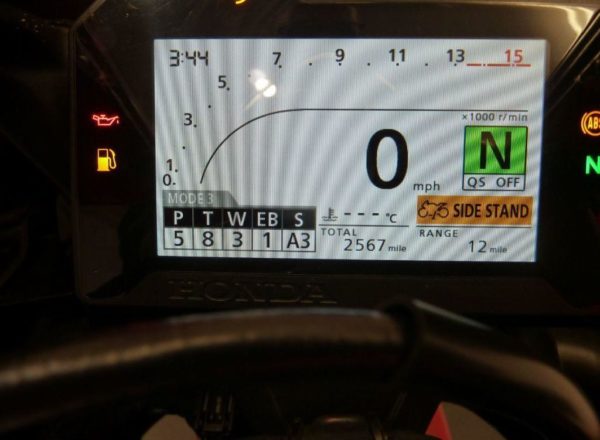 3:44
7. 9 11 13 15
5.
3.
1.
0.
×1000 r/min
0 mph
N
QS OFF
ABS
N
MODE 3
P T W EB S
5 8 3 1 A3
---°C
SIDE STAND
TOTAL
2567 mile
RANGE
12 mile
HONDA